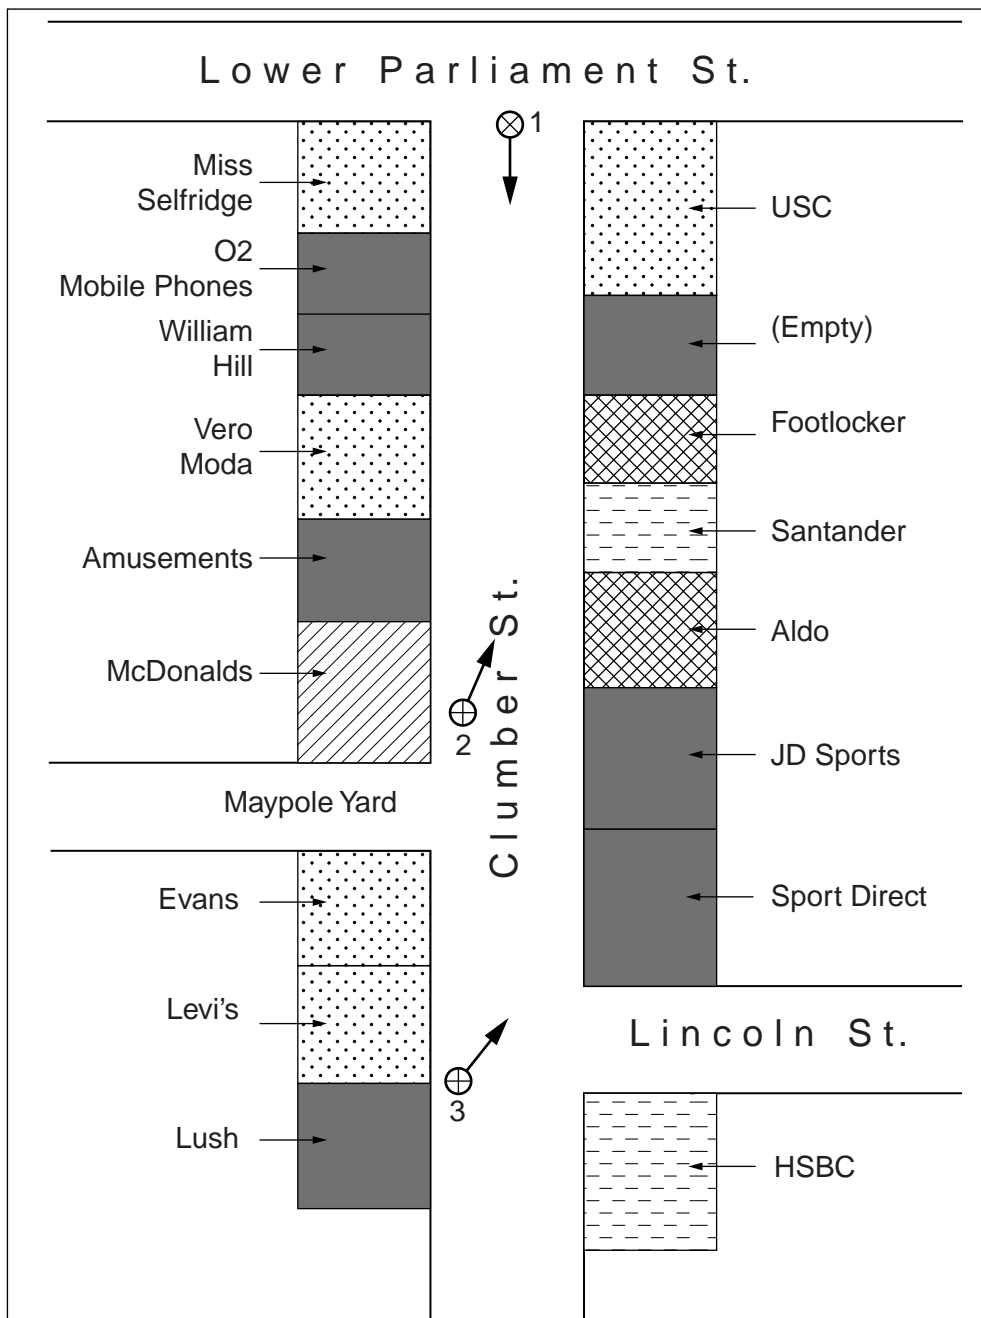 Lower Parliament St.
1
Miss
Selfridge
O2
Mobile Phones
William
Hill
Vero
Moda
Amusements
McDonalds
USC
(Empty)
Footlocker
Santander
Aldo
JD Sports
Sport Direct
Clumber St.
2
Maypole Yard
Evans
Levi's
Lush
3
Lincoln St.
HSBC